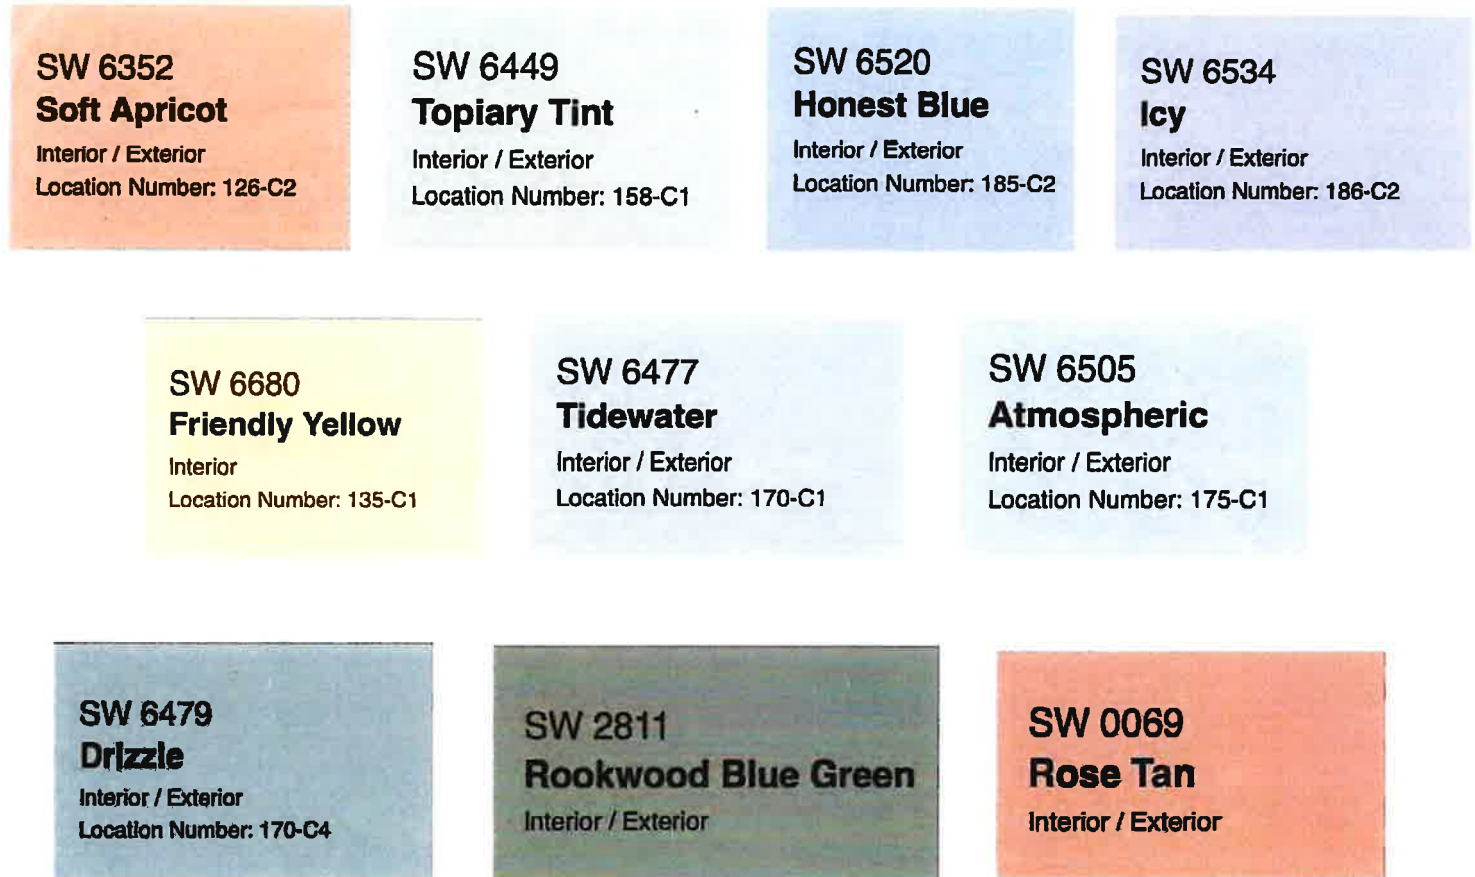 SW 6352
Soft Apricot
Interior / Exterior
Location Number: 126-C2
SW 6449
Topiary Tint
Interior / Exterior
Location Number: 158-C1
SW 6520
Honest Blue
Interior / Exterior
Location Number: 185-C2
SW 6534
Icy
Interior / Exterior
Location Number: 186-C2
SW 6680
Friendly Yellow
Interior
Location Number: 135-C1
SW 6477
Tidewater
Interior / Exterior
Location Number: 170-C1
SW 6505
Atmospheric
Interior / Exterior
Location Number: 175-C1
SW 6479
Drizzle
Interior / Exterior
Location Number: 170-C4
SW 2811
Rookwood Blue Green
Interior / Exterior
SW 0069
Rose Tan
Interior / Exterior